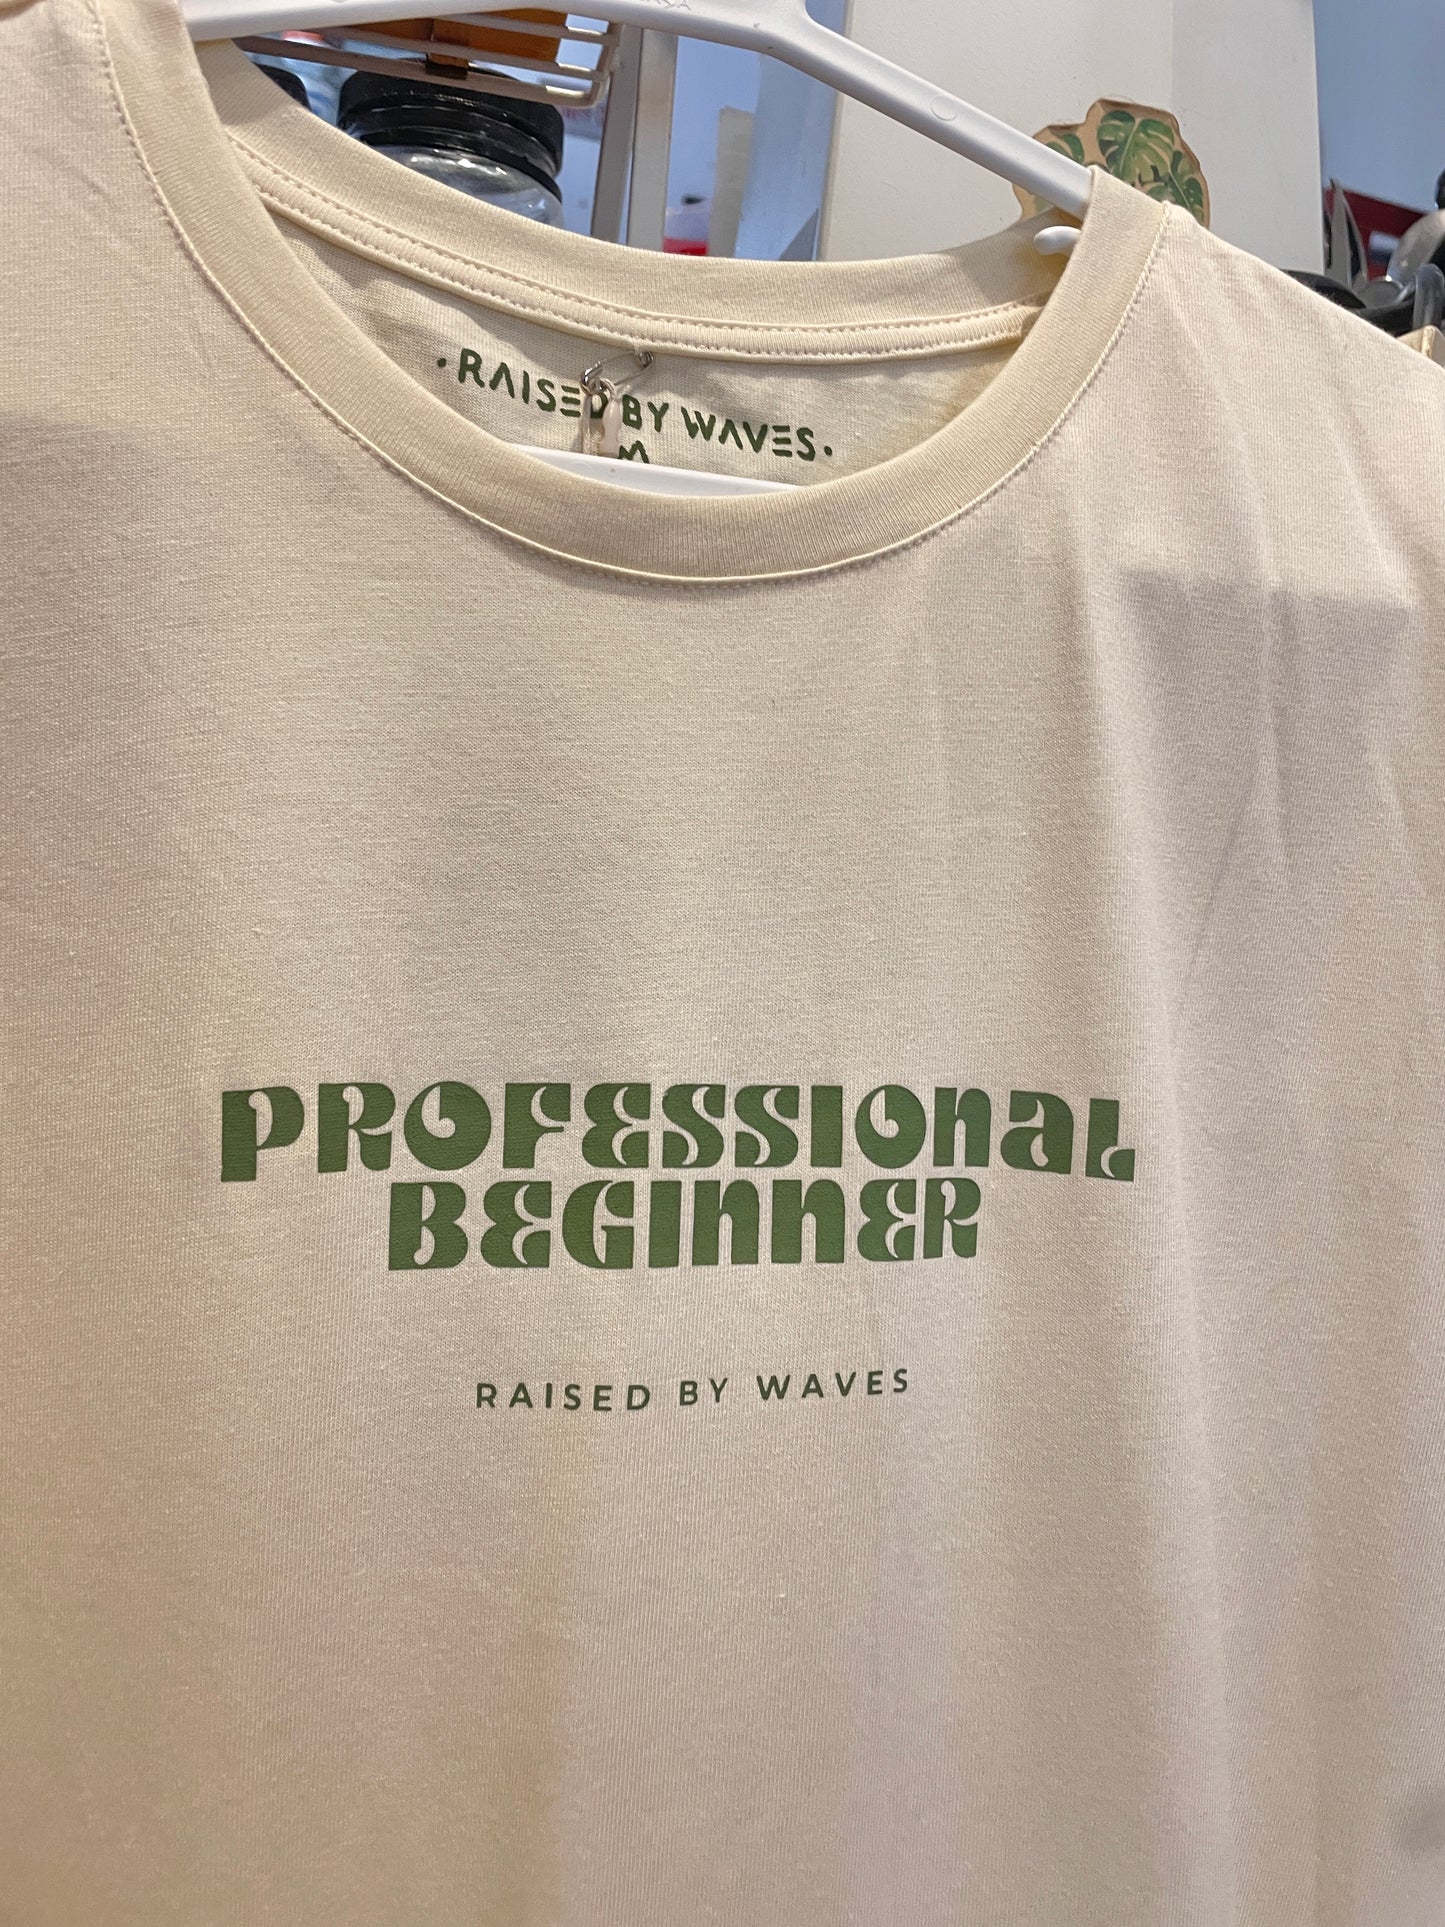 • RAISED BY WAVES •
M
PROFESSIONAL
BEGINNER
RAISED BY WAVES